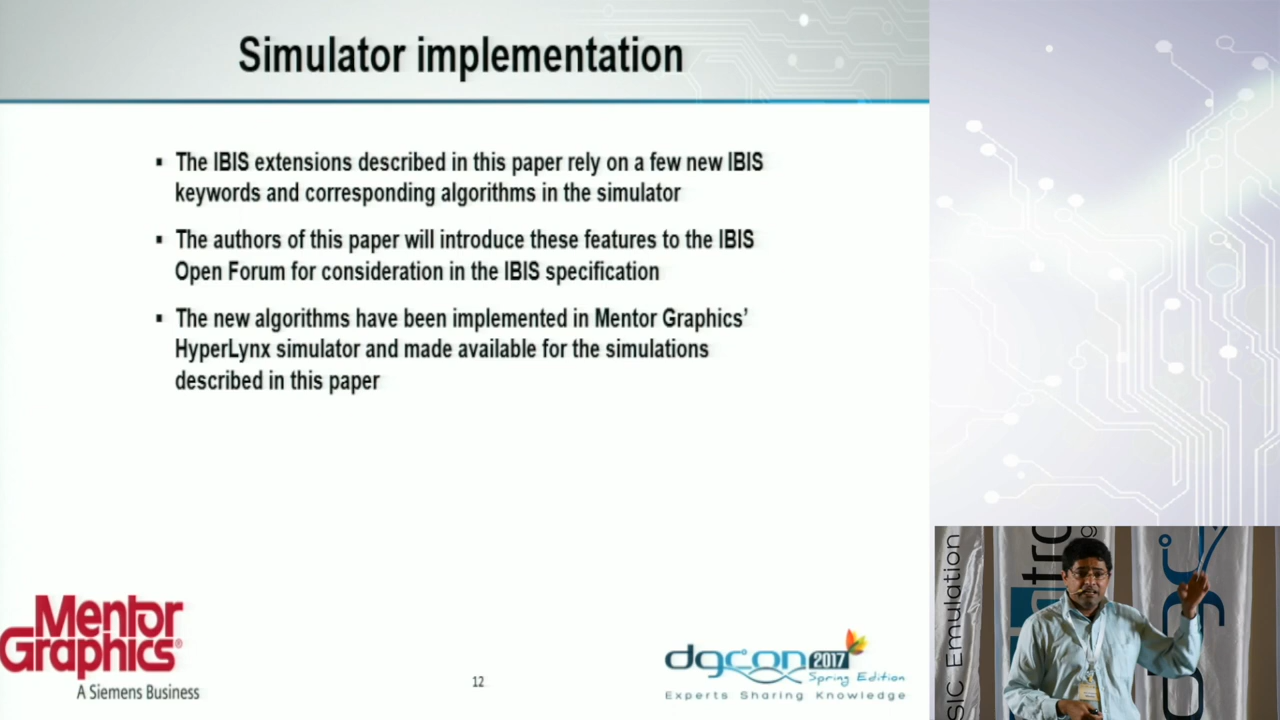 Simulator implementation
▪ The IBIS extensions described in this paper rely on a few new IBIS
keywords and corresponding algorithms in the simulator
▪ The authors of this paper will introduce these features to the IBIS
Open Forum for consideration in the IBIS specification
▪ The new algorithms have been implemented in Mentor Graphics’
HyperLynx simulator and made available for the simulations
described in this paper
Mentor
Graphics®
A Siemens Business
12
dgcon 2017
Spring Edition
Experts Sharing Knowledge
SIC Emulation